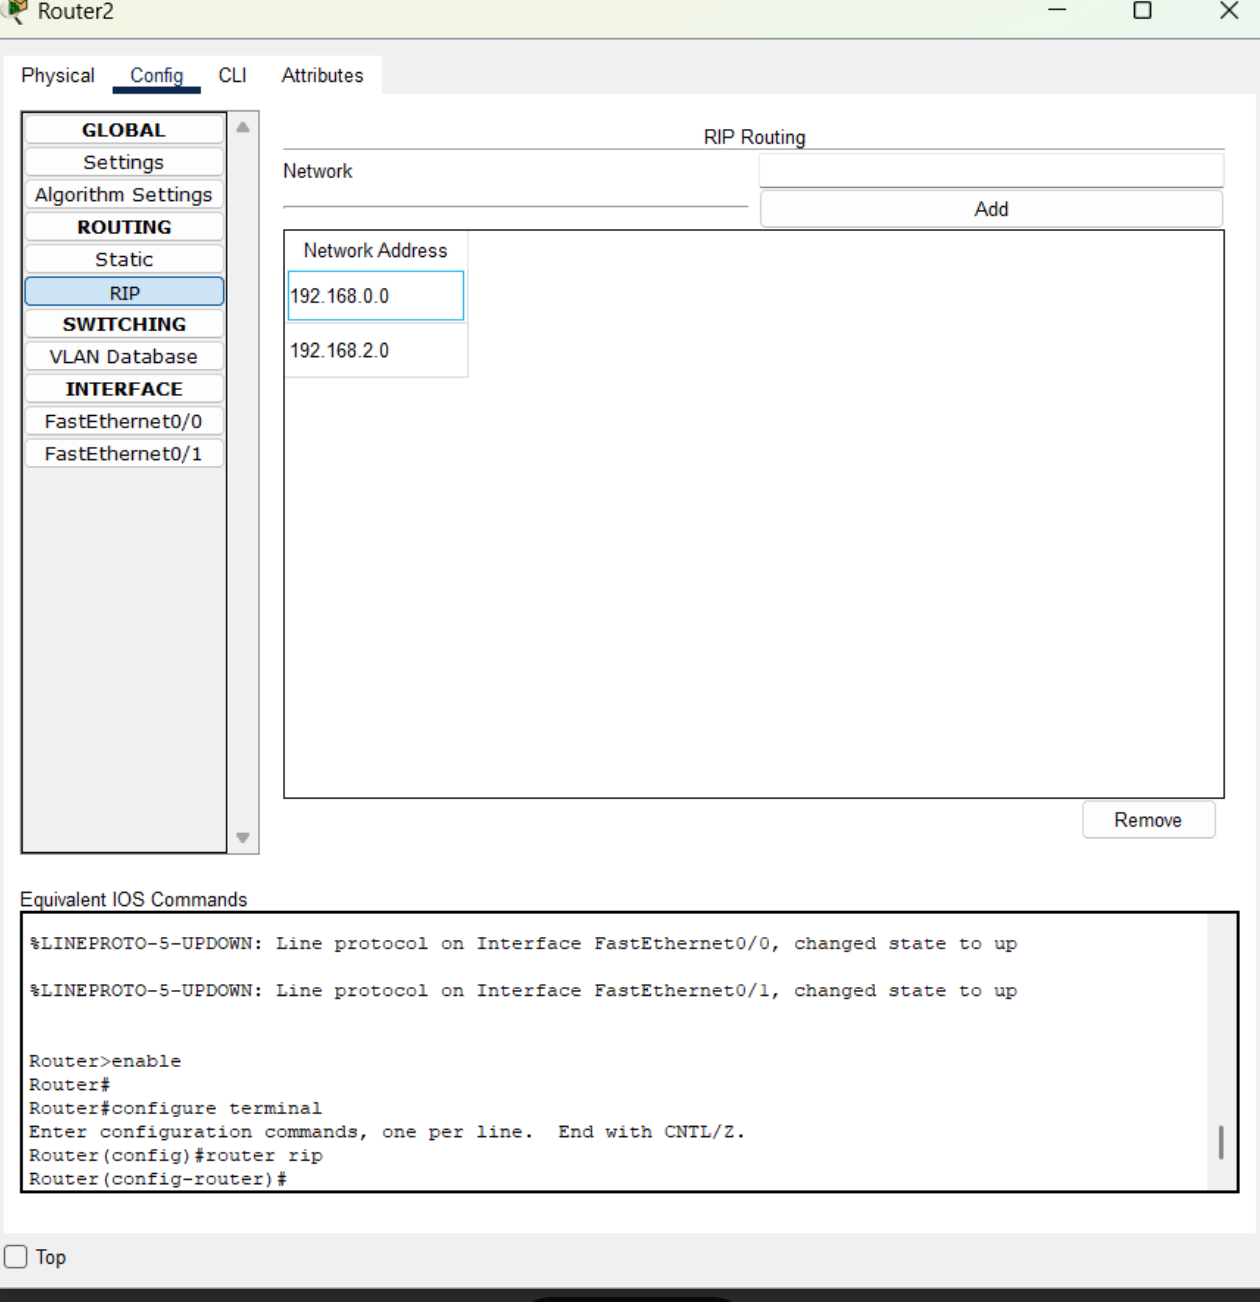 Router2
Physical Config CLI Attributes
GLOBAL
Settings
Algorithm Settings
ROUTING
Static
RIP
SWITCHING
VLAN Database
INTERFACE
FastEthernet0/0
FastEthernet0/1
RIP Routing
Network
Add
Network Address
192.168.0.0
192.168.2.0
Remove
Equivalent IOS Commands
%LINEPROTO-5-UPDOWN: Line protocol on Interface FastEthernet0/0, changed state to up
%LINEPROTO-5-UPDOWN: Line protocol on Interface FastEthernet0/1, changed state to up
Router>enable
Router#
Router#configure terminal
Enter configuration commands, one per line.  End with CNTL/Z.
Router(config)#router rip
Router(config-router)#
Top